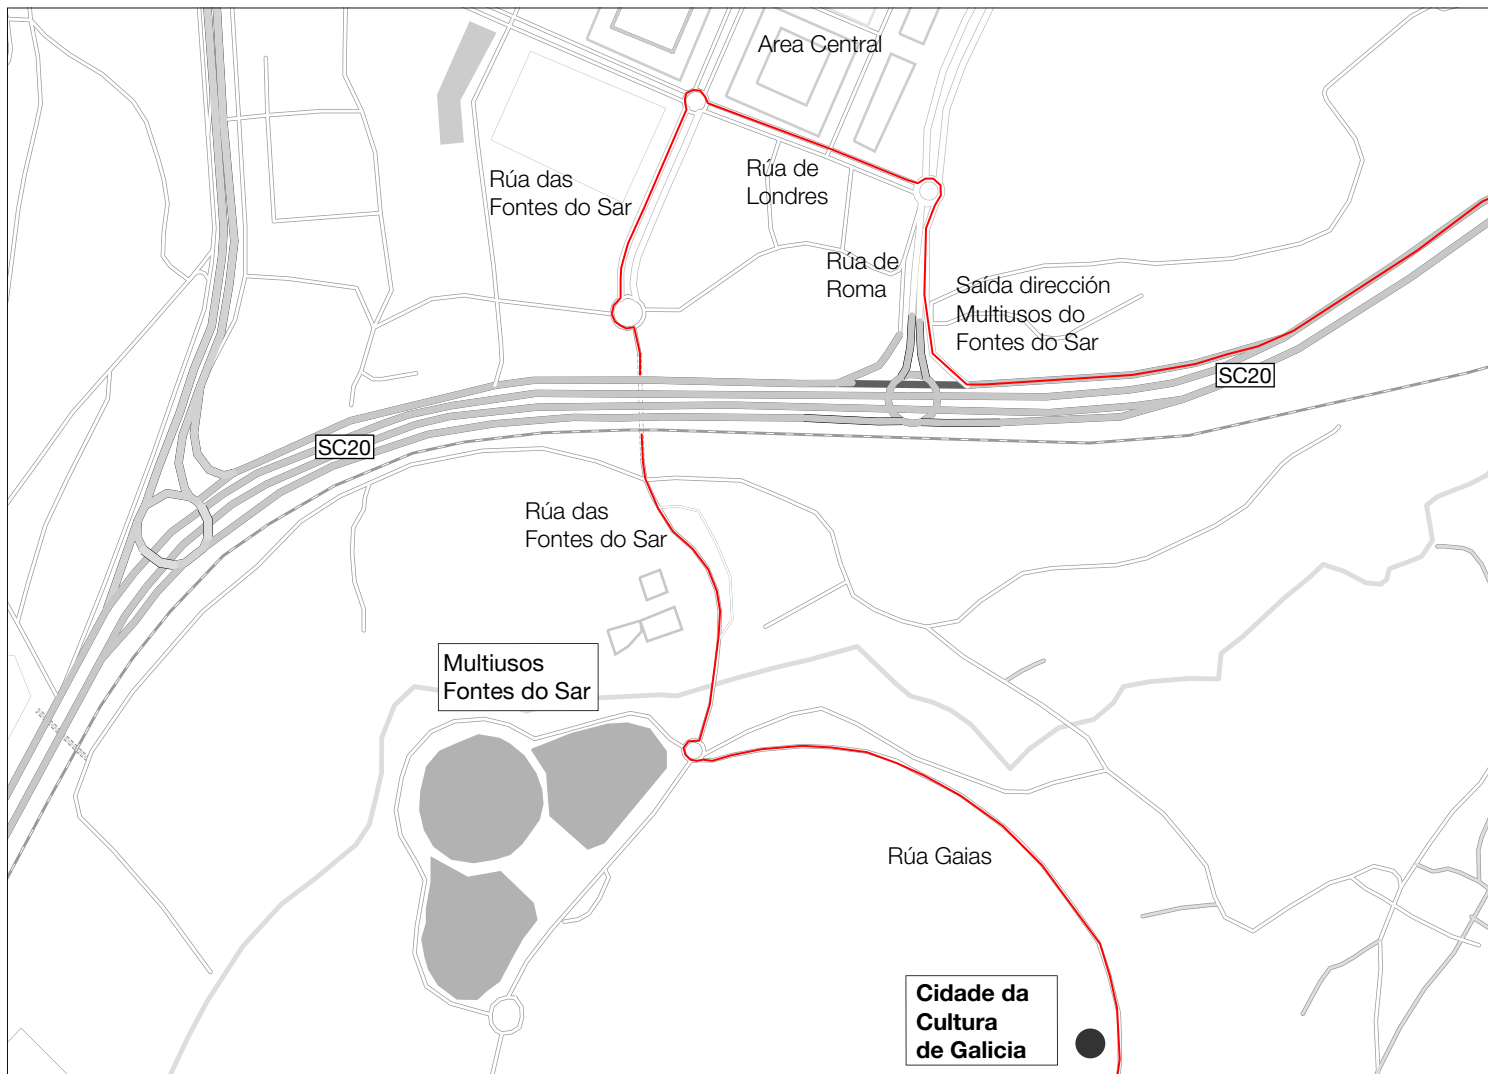 Area Central
Rúa das
Fontes do Sar
Rúa de
Londres
Rúa de
Roma
Saída dirección
Multiusos do
Fontes do Sar
SC20
SC20
Rúa das
Fontes do Sar
Multiusos
Fontes do Sar
Rúa Gaias
Cidade da
Cultura
de Galicia